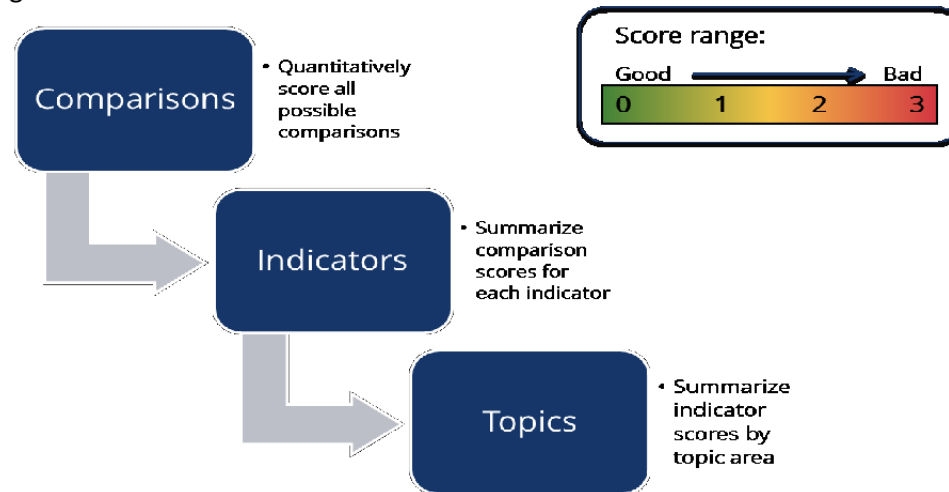 Comparisons
• Quantitatively
score all
possible
comparisons
Score range:
Good Bad
0 1 2 3
Indicators
• Summarize
comparison
scores for
each indicator
Topics
• Summarize
indicator
scores by
topic area